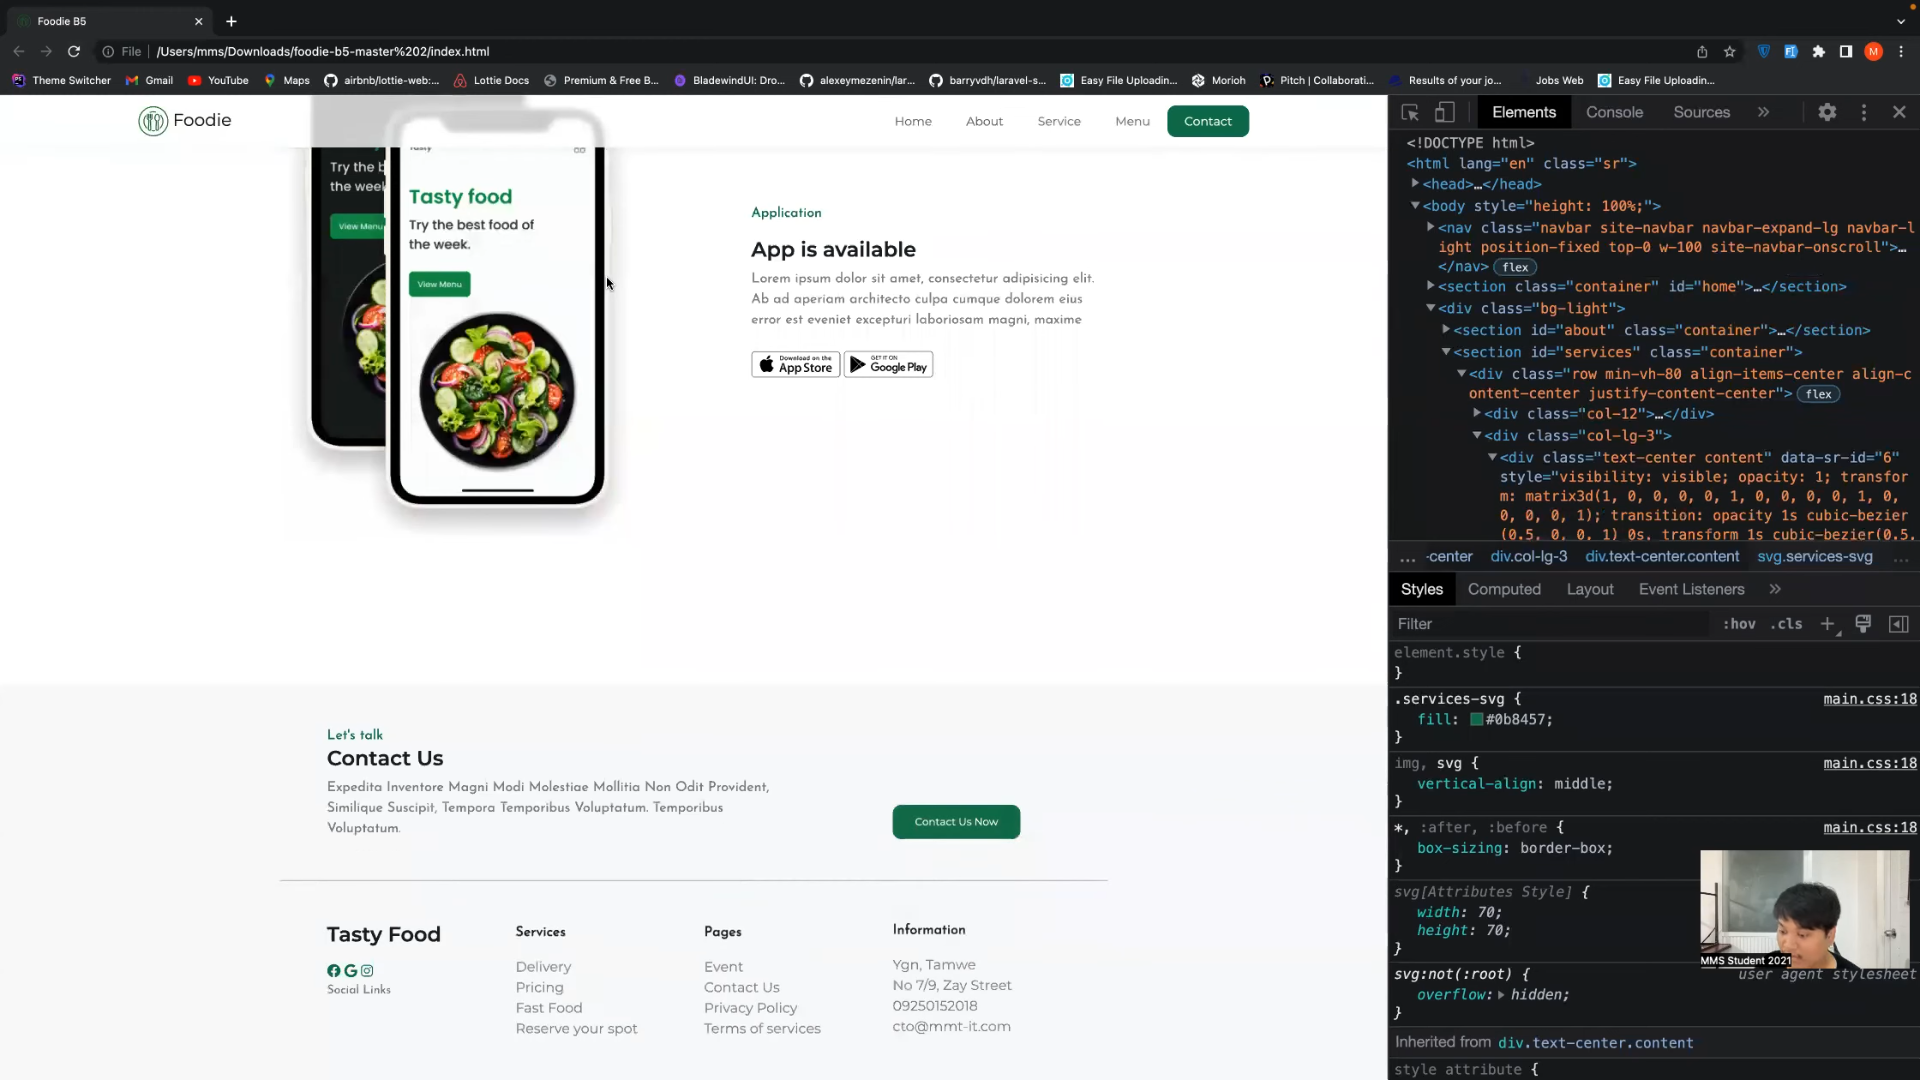 Foodie B5
File
/Users/mms/Downloads/foodie-b5-master%202/index.html
M
Theme Switcher
Gmail
YouTube
Maps
airbnb/lottie-web:...
Lottie Docs
Premium & Free B...
BladewindUI: Dro...
alexeymezenin/lar...
barryvdh/laravel-s...
Easy File Uploadin...
Morioh
Pitch | Collaborati...
Results of your jo...
Jobs Web
Easy File Uploadin...
Foodie
Home
About
Service
Menu
Contact
Try the b
the weel
View Menu
Tasty food
Try the best food of
the week.
View Menu
Application
App is available
Lorem ipsum dolor sit amet, consectetur adipisicing elit.
Ab ad aperiam architecto culpa cumque dolorem eius
error est eveniet excepturi laboriosam magni, maxime
Download on the
App Store
GET IT ON
Google Play
Let's talk
Contact Us
Expedita Inventore Magni Modi Molestiae Mollitia Non Odit Provident,
Similique Suscipit, Tempora Temporibus Voluptatum. Temporibus
Voluptatum.
Contact Us Now
Tasty Food
Social Links
Services
Delivery
Pricing
Fast Food
Reserve your spot
Pages
Event
Contact Us
Privacy Policy
Terms of services
Information
Ygn, Tamwe
No 7/9, Zay Street
09250152018
cto@mmt-it.com
Elements
Console
Sources
<!DOCTYPE html>
<html lang="en" class="sr">
<head>…</head>
<body style="height: 100%;">
<nav class="navbar site-navbar navbar-expand-lg navbar-l
ight position-fixed top-0 w-100 site-navbar-onscroll">…
</nav> flex
<section class="container" id="home">…</section>
<div class="bg-light">
<section id="about" class="container">…</section>
<section id="services" class="container">
<div class="row min-vh-80 align-items-center align-c
ontent-center justify-content-center"> flex
<div class="col-12">…</div>
<div class="col-lg-3">
<div class="text-center content" data-sr-id="6"
style="visibility: visible; opacity: 1; transfor
m: matrix3d(1, 0, 0, 0, 0, 1, 0, 0, 0, 0, 1, 0,
0, 0, 0, 1); transition: opacity 1s cubic-bezier
(0.5, 0, 0, 1) 0s, transform 1s cubic-bezier(0.5,
... -center div.col-lg-3 div.text-center.content svg.services-svg ...
Styles
Computed
Layout
Event Listeners
Filter
:hov .cls
element.style {
}
.services-svg {
main.css:18
fill: #0b8457;
}
img, svg {
main.css:18
vertical-align: middle;
}
*, :after, :before {
main.css:18
box-sizing: border-box;
}
svg[Attributes Style] {
width: 70;
height: 70;
}
MMS Student 2021
svg:not(:root) {
user agent stylesheet
overflow: hidden;
}
Inherited from div.text-center.content
style attribute {